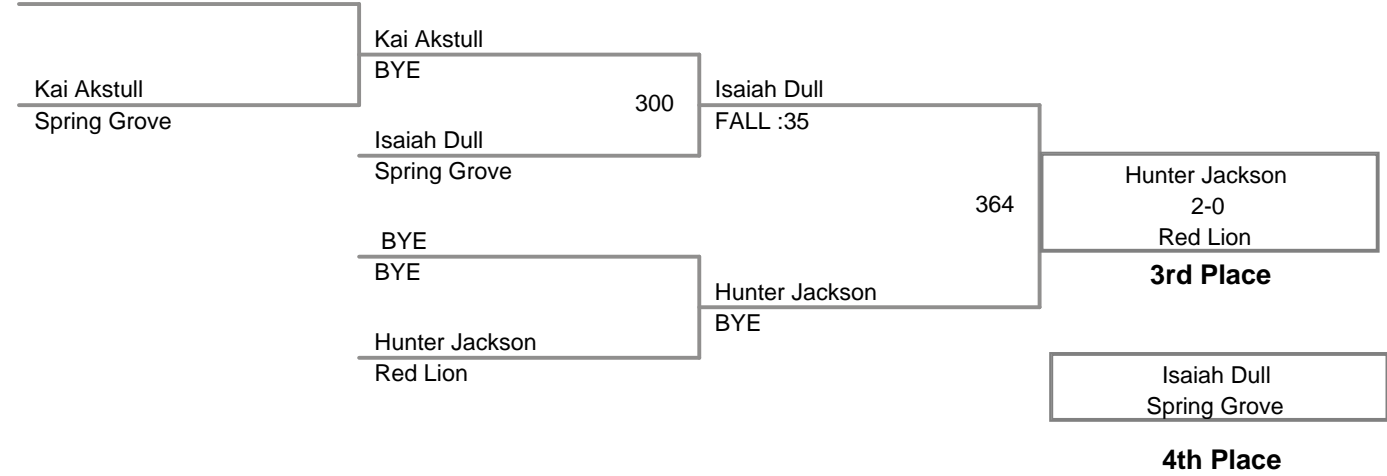 Kai Akstull
BYE
Kai Akstull
Spring Grove
300
Isaiah Dull
FALL :35
Isaiah Dull
Spring Grove
Hunter Jackson
2-0
Red Lion
364
BYE
BYE
3rd Place
Hunter Jackson
BYE
Hunter Jackson
Red Lion
Isaiah Dull
Spring Grove
4th Place